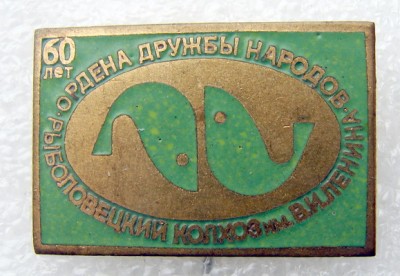 60
ЛЕТ
ОРДЕНА ДРУЖБЫ НАРОДОВ
РЫБОЛОВЕЦКИЙ КОЛХОЗ ИМ. В.И.ЛЕНИНА